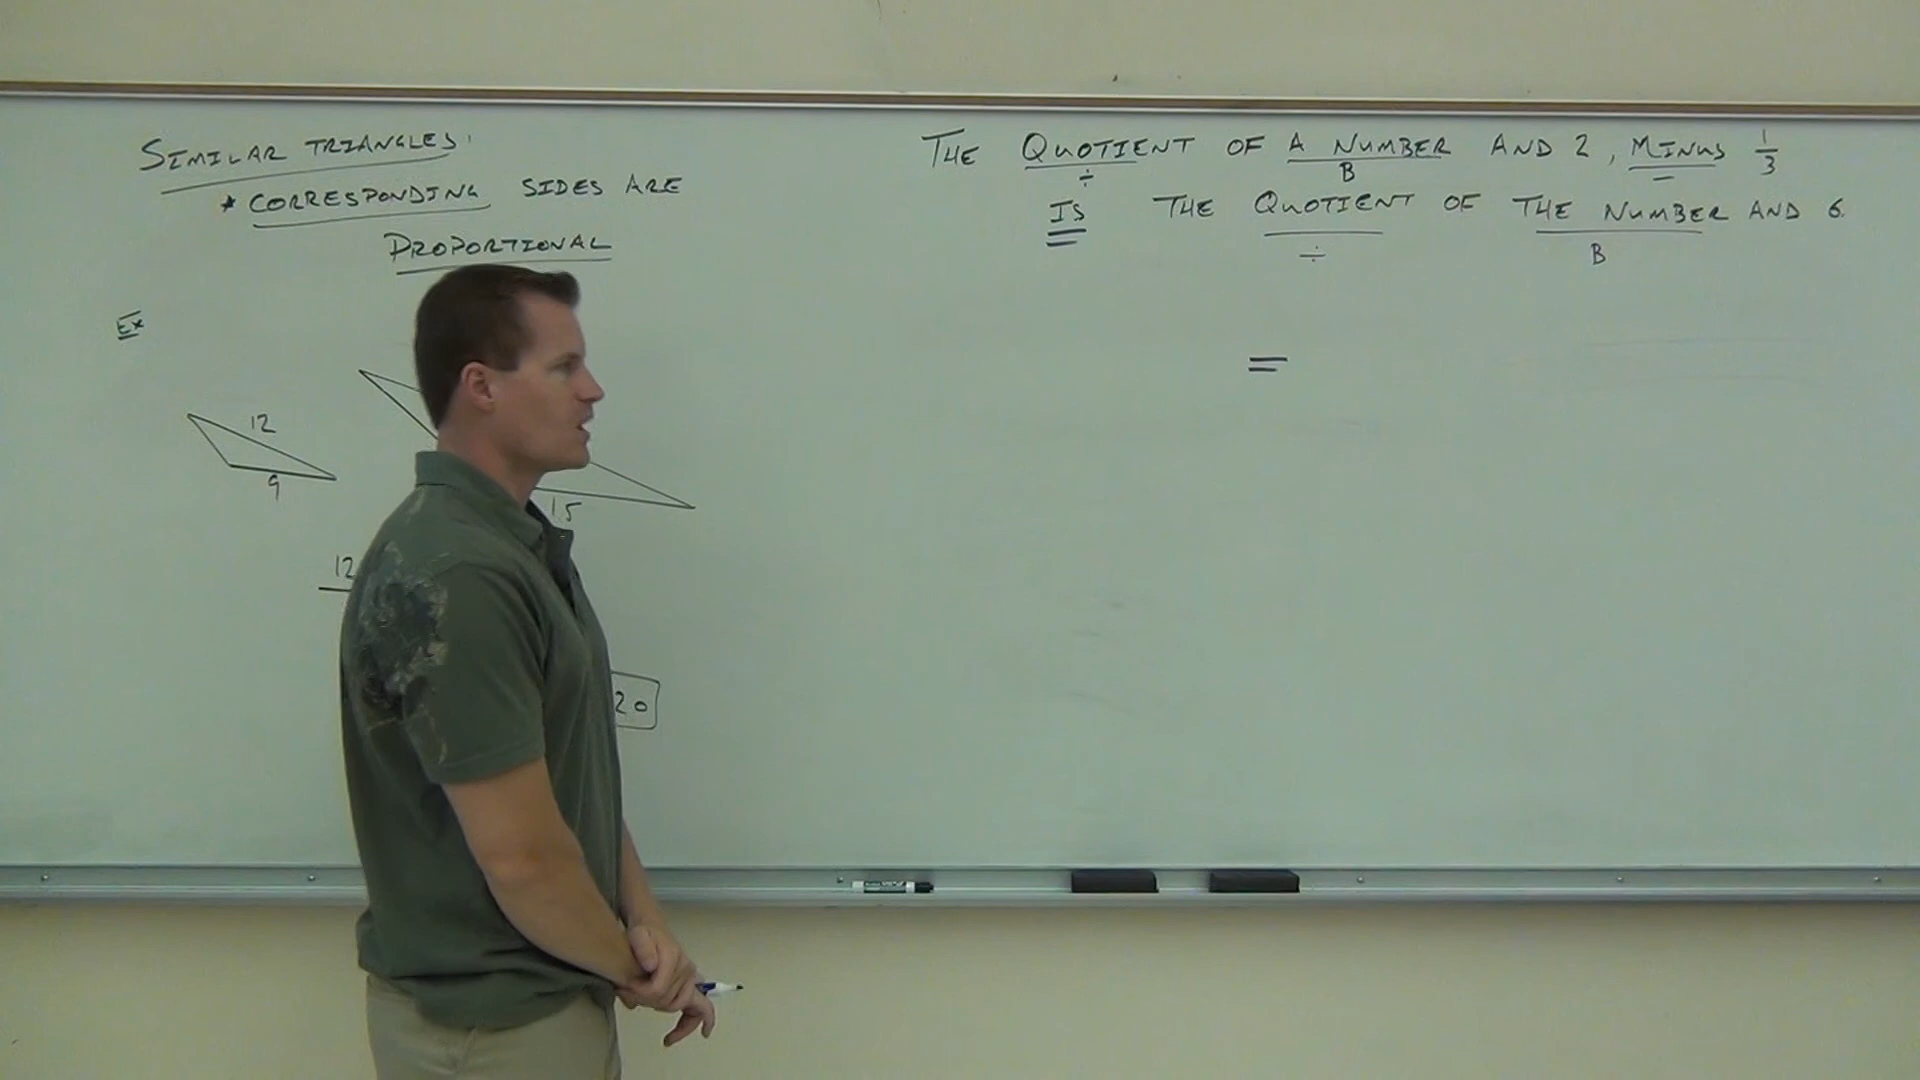 SIMILAR TRIANGLES:
* CORRESPONDING SIDES ARE
PROPORTIONAL
Ex
12
9
15
12
20
THE QUOTIENT OF A NUMBER AND 2, MINUS 1/3
÷ B −
IS THE QUOTIENT OF THE NUMBER AND 6.
÷ B
=